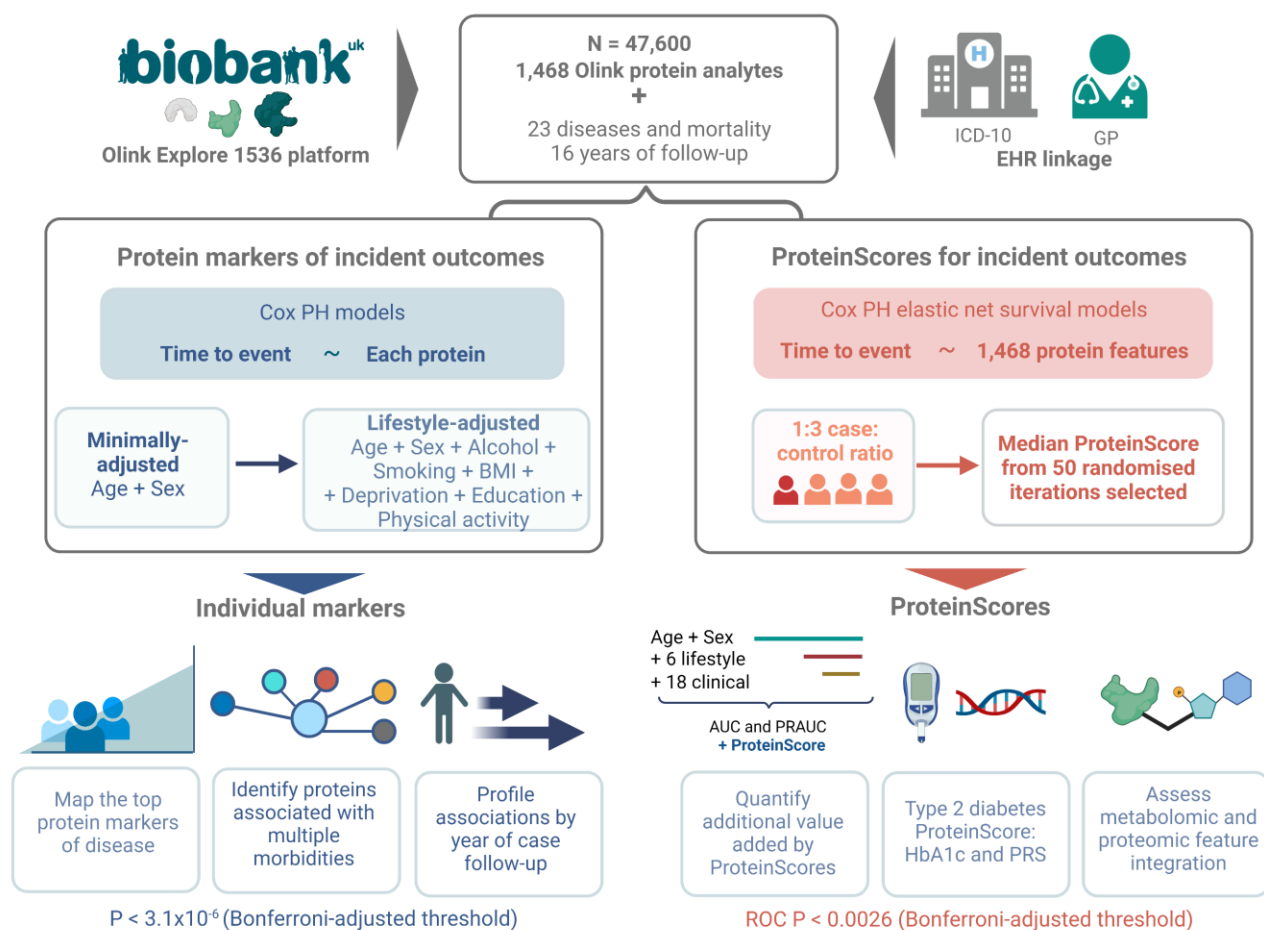 biobank uk
Olink Explore 1536 platform
N = 47,600
1,468 Olink protein analytes
+
23 diseases and mortality
16 years of follow-up
H
ICD-10
GP
EHR linkage
Protein markers of incident outcomes
Cox PH models
Time to event ~ Each protein
Minimally-
adjusted
Age + Sex
Lifestyle-adjusted
Age + Sex + Alcohol +
Smoking + BMI +
+ Deprivation + Education +
Physical activity
ProteinScores for incident outcomes
Cox PH elastic net survival models
Time to event ~ 1,468 protein features
1:3 case:
control ratio
Median ProteinScore
from 50 randomised
iterations selected
Individual markers
Map the top
protein markers
of disease
Identify proteins
associated with
multiple
morbidities
Profile
associations by
year of case
follow-up
P < 3.1x10⁻⁶ (Bonferroni-adjusted threshold)
ProteinScores
Age + Sex
+ 6 lifestyle
+ 18 clinical
AUC and PRAUC
+ ProteinScore
Quantify
additional value
added by
ProteinScores
Type 2 diabetes
ProteinScore:
HbA1c and PRS
Assess
metabolomic and
proteomic feature
integration
ROC P < 0.0026 (Bonferroni-adjusted threshold)